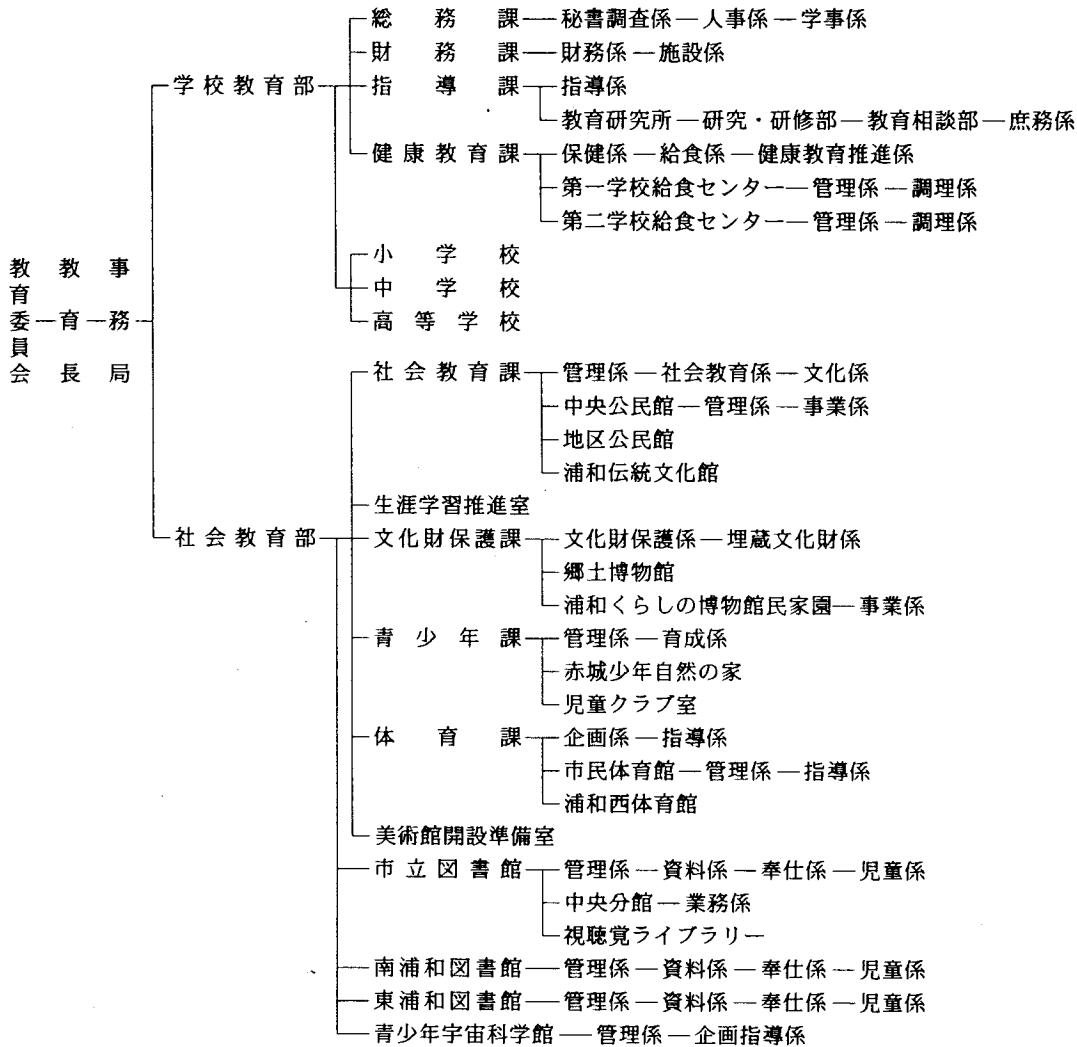 総務課―秘書調査係―人事係―学事係
財務課―財務係―施設係
学校教育部―指導課―指導係
教育研究所―研究・研修部―教育相談部―庶務係
健康教育課―保健係―給食係―健康教育推進係
第一学校給食センター―管理係―調理係
第二学校給食センター―管理係―調理係
小学校
中学校
高等学校
教育委員会―教育長―事務局
社会教育課―管理係―社会教育係―文化係
中央公民館―管理係―事業係
地区公民館
浦和伝統文化館
生涯学習推進室
社会教育部―文化財保護課―文化財保護係―埋蔵文化財係
郷土博物館
浦和くらしの博物館民家園―事業係
青少年課―管理係―育成係
赤城少年自然の家
児童クラブ室
体育課―企画係―指導係
市民体育館―管理係―指導係
浦和西体育館
美術館開設準備室
市立図書館―管理係―資料係―奉仕係―児童係
中央分館―業務係
視聴覚ライブラリー
南浦和図書館―管理係―資料係―奉仕係―児童係
東浦和図書館―管理係―資料係―奉仕係―児童係
青少年宇宙科学館―管理係―企画指導係